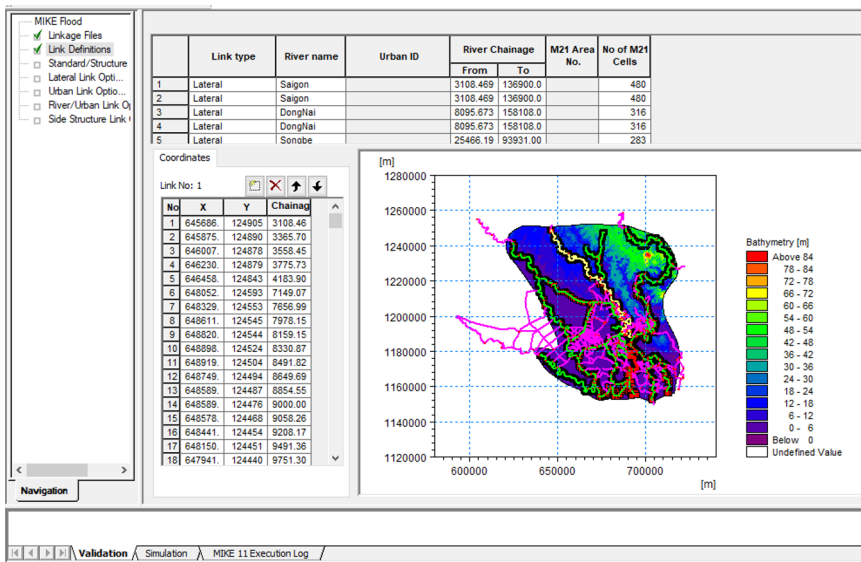 MIKE Flood
Linkage Files
Link Definitions
Standard/Structure
Lateral Link Opti...
Urban Link Optio...
River/Urban Link O
Side Structure Link
Navigation
Link type River name Urban ID River Chainage M21 Area No. No of M21 Cells
From To
1 Lateral Saigon 3108.469 136900.0 480
2 Lateral Saigon 3108.469 136900.0 480
3 Lateral DongNai 8095.673 158108.0 316
4 Lateral DongNai 8095.673 158108.0 316
5 Lateral Sonobe 25466.19 93931.00 283
Coordinates
Link No: 1
No X Y Chainag
1 645686. 124905 3108.46
2 645875. 124890 3365.70
3 646007. 124878 3558.45
4 646230. 124879 3775.73
5 646458. 124843 4183.90
6 648052. 124593 7149.07
7 648329. 124553 7656.99
8 648611. 124545 7978.15
9 648820. 124544 8159.15
10 648898. 124524 8330.87
11 648919. 124504 8491.82
12 648749. 124494 8649.69
13 648589. 124487 8854.55
14 648589. 124476 9000.00
15 648578. 124468 9058.26
16 648441. 124454 9208.17
17 648150. 124451 9491.36
18 647941. 124440 9751.30
[m]
1280000
1260000
1240000
1220000
1200000
1180000
1160000
1140000
1120000
600000 650000 700000
[m]
Bathymetry [m]
Above 84
78 - 84
72 - 78
66 - 72
60 - 66
54 - 60
48 - 54
42 - 48
36 - 42
30 - 36
24 - 30
18 - 24
12 - 18
6 - 12
0 - 6
Below 0
Undefined Value
Validation Simulation MIKE 11 Execution Log